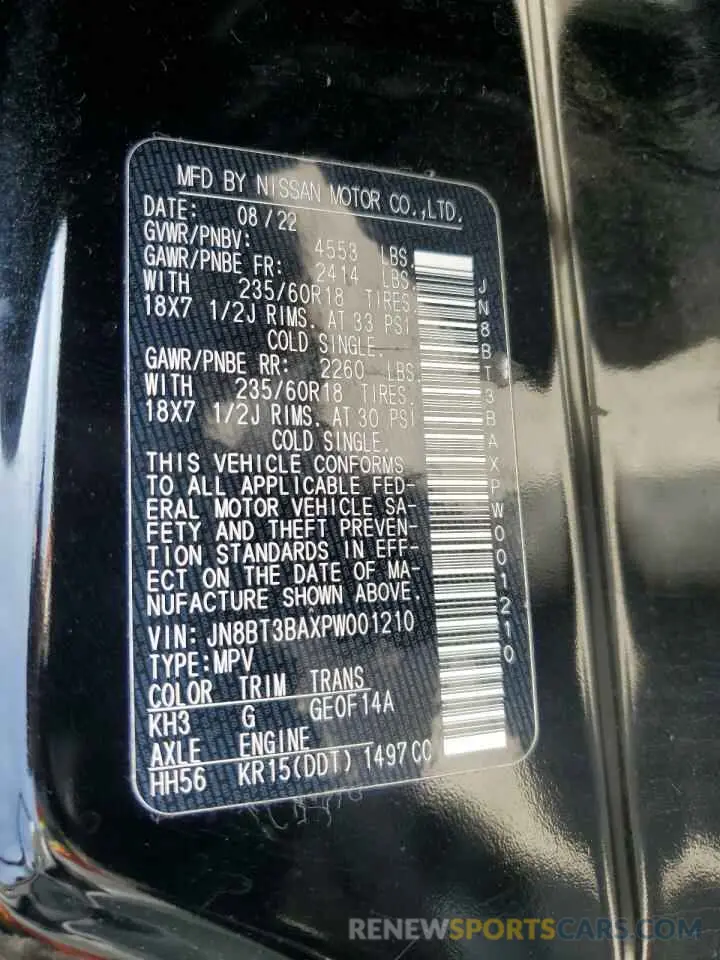 MFD BY NISSAN MOTOR CO.,LTD.
DATE: 08/22
GVWR/PNBV: 4553 LBS.
GAWR/PNBE FR: 2414 LBS.
WITH 235/60R18 TIRES.
18X7 1/2J RIMS. AT 33 PSI
COLD SINGLE.
GAWR/PNBE RR: 2260 LBS.
WITH 235/60R18 TIRES.
18X7 1/2J RIMS. AT 30 PSI
COLD SINGLE.
THIS VEHICLE CONFORMS
TO ALL APPLICABLE FED-
ERAL MOTOR VEHICLE SA-
FETY AND THEFT PREVEN-
TION STANDARDS IN EFF-
ECT ON THE DATE OF MA-
NUFACTURE SHOWN ABOVE.
VIN: JN8BT3BAXPW001210
TYPE:MPV
COLOR TRIM TRANS
KH3 G GE0F14A
AXLE ENGINE
HH56 KR15(DDT) 1497CC
JN8BT3BAXPW001210
RENEWSPORTSCARS.COM